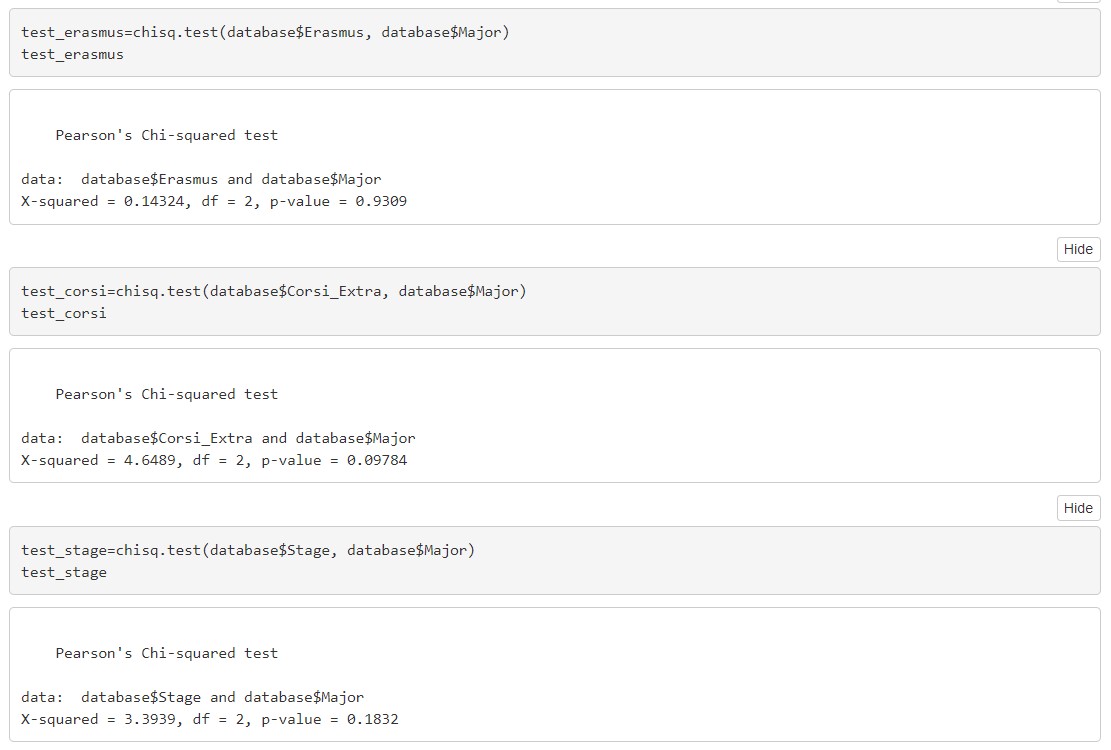 test_erasmus=chisq.test(database$Erasmus, database$Major)
test_erasmus
Pearson's Chi-squared test
data:  database$Erasmus and database$Major
X-squared = 0.14324, df = 2, p-value = 0.9309
Hide
test_corsi=chisq.test(database$Corsi_Extra, database$Major)
test_corsi
Pearson's Chi-squared test
data:  database$Corsi_Extra and database$Major
X-squared = 4.6489, df = 2, p-value = 0.09784
Hide
test_stage=chisq.test(database$Stage, database$Major)
test_stage
Pearson's Chi-squared test
data:  database$Stage and database$Major
X-squared = 3.3939, df = 2, p-value = 0.1832